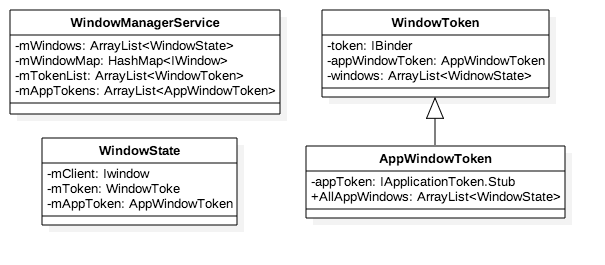 WindowManagerService
-mWindows: ArrayList<WindowState>
-mWindowMap: HashMap<IWindow>
-mTokenList: ArrayList<WindowToken>
-mAppTokens: ArrayList<AppWindowToken>
WindowToken
-token: IBinder
-appWindowToken: AppWindowToken
-windows: ArrayList<WidnowState>
WindowState
-mClient: Iwindow
-mToken: WindowToke
-mAppToken: AppWindowToken
AppWindowToken
-appToken: IApplicationToken.Stub
+AllAppWindows: ArrayList<WindowState>